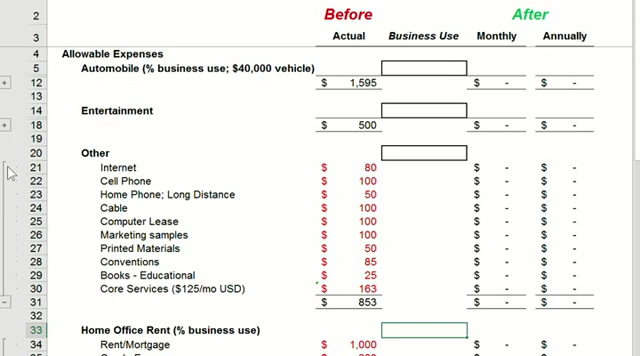 2 Before After
3 Actual Business Use Monthly Annually
4 Allowable Expenses
5 Automobile (% business use; $40,000 vehicle)
12 $ 1,595 $ - $ -
13
14 Entertainment
18 $ 500 $ - $ -
19
20 Other
21 Internet $ 80 $ - $ -
22 Cell Phone $ 100 $ - $ -
23 Home Phone; Long Distance $ 50 $ - $ -
24 Cable $ 100 $ - $ -
25 Computer Lease $ 100 $ - $ -
26 Marketing samples $ 100 $ - $ -
27 Printed Materials $ 50 $ - $ -
28 Conventions $ 85 $ - $ -
29 Books - Educational $ 25 $ - $ -
30 Core Services ($125/mo USD) $ 163 $ - $ -
31 $ 853 $ - $ -
32
33 Home Office Rent (% business use)
34 Rent/Mortgage $ 1,000 $ - $ -